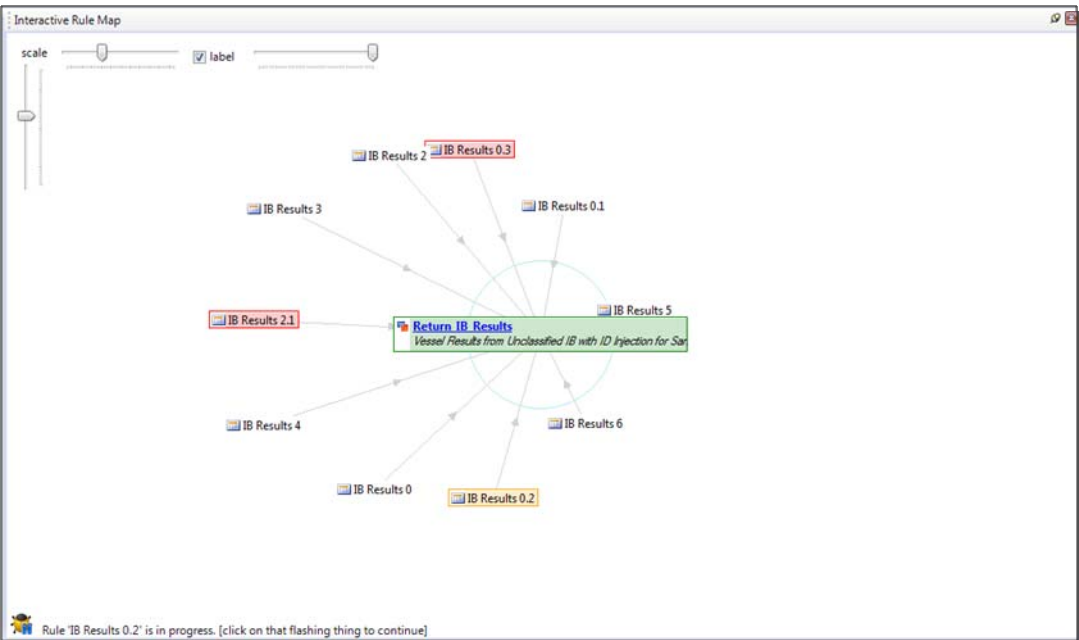 Interactive Rule Map
scale
label
IB Results 0.3
IB Results 2
IB Results 0.1
IB Results 3
IB Results 5
IB Results 2.1
Return IB Results
Vessel Results from Unclassified IB with ID Injection for Sar
IB Results 4
IB Results 6
IB Results 0
IB Results 0.2
Rule 'IB Results 0.2' is in progress. [click on that flashing thing to continue]